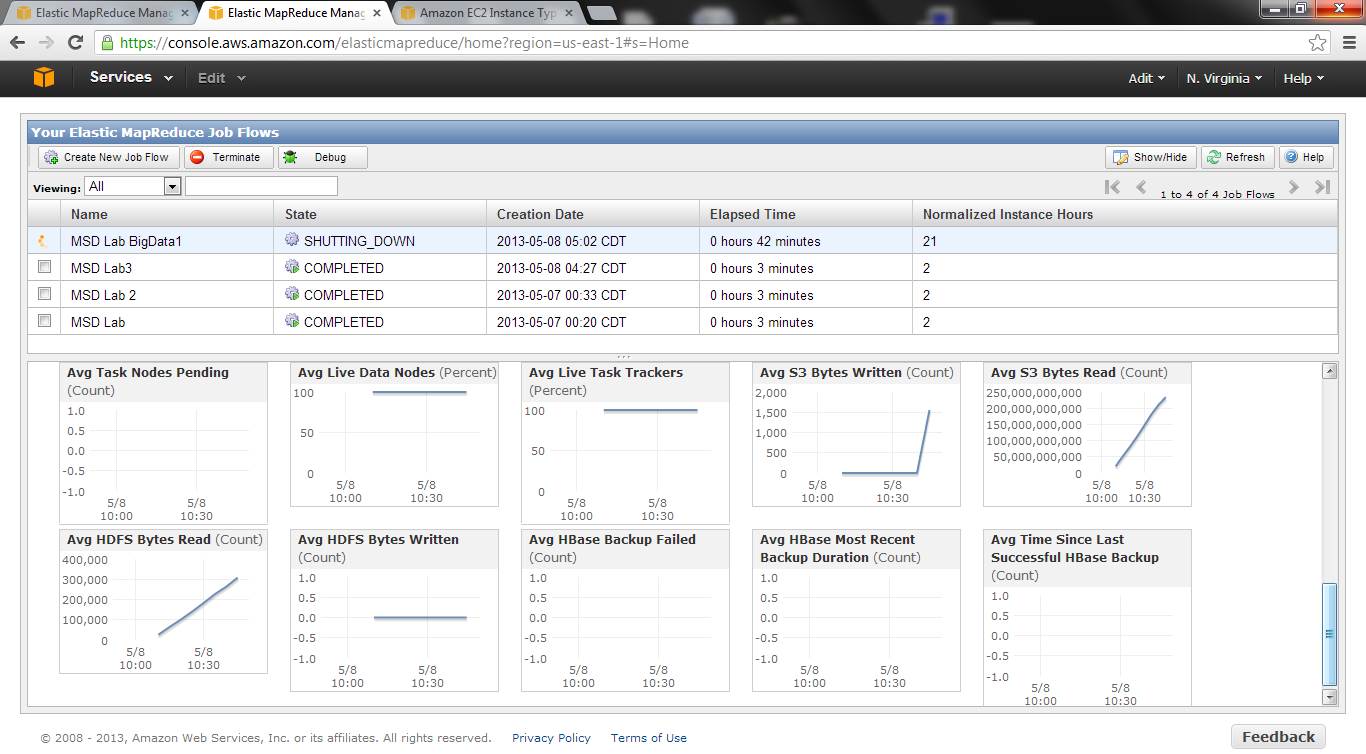 Elastic MapReduce Manag
Elastic MapReduce Manag
Amazon EC2 Instance Typ
https://console.aws.amazon.com/elasticmapreduce/home?region=us-east-1#s=Home
Services Edit Adit N. Virginia Help
Your Elastic MapReduce Job Flows
Create New Job Flow Terminate Debug Show/Hide Refresh Help
Viewing: All 1 to 4 of 4 Job Flows
Name State Creation Date Elapsed Time Normalized Instance Hours
MSD Lab BigData1 SHUTTING_DOWN 2013-05-08 05:02 CDT 0 hours 42 minutes 21
MSD Lab3 COMPLETED 2013-05-08 04:27 CDT 0 hours 3 minutes 2
MSD Lab 2 COMPLETED 2013-05-07 00:33 CDT 0 hours 3 minutes 2
MSD Lab COMPLETED 2013-05-07 00:20 CDT 0 hours 3 minutes 2
Avg Task Nodes Pending
(Count)
1.0
0.5
0.0
-0.5
-1.0
5/8 5/8
10:00 10:30
Avg Live Data Nodes (Percent)
100
50
0
5/8 5/8
10:00 10:30
Avg Live Task Trackers
(Percent)
100
50
0
5/8 5/8
10:00 10:30
Avg S3 Bytes Written (Count)
2,000
1,500
1,000
500
0
5/8 5/8
10:00 10:30
Avg S3 Bytes Read (Count)
250,000,000,000
200,000,000,000
150,000,000,000
100,000,000,000
50,000,000,000
0
5/8 5/8
10:00 10:30
Avg HDFS Bytes Read (Count)
400,000
300,000
200,000
100,000
0
5/8 5/8
10:00 10:30
Avg HDFS Bytes Written
(Count)
1.0
0.5
0.0
-0.5
-1.0
5/8 5/8
10:00 10:30
Avg HBase Backup Failed
(Count)
1.0
0.5
0.0
-0.5
-1.0
5/8 5/8
10:00 10:30
Avg HBase Most Recent
Backup Duration (Count)
1.0
0.5
0.0
-0.5
-1.0
5/8 5/8
10:00 10:30
Avg Time Since Last
Successful HBase Backup
(Count)
1.0
0.5
0.0
-0.5
-1.0
5/8 5/8
10:00 10:30
© 2008 - 2013, Amazon Web Services, Inc. or its affiliates. All rights reserved. Privacy Policy Terms of Use Feedback